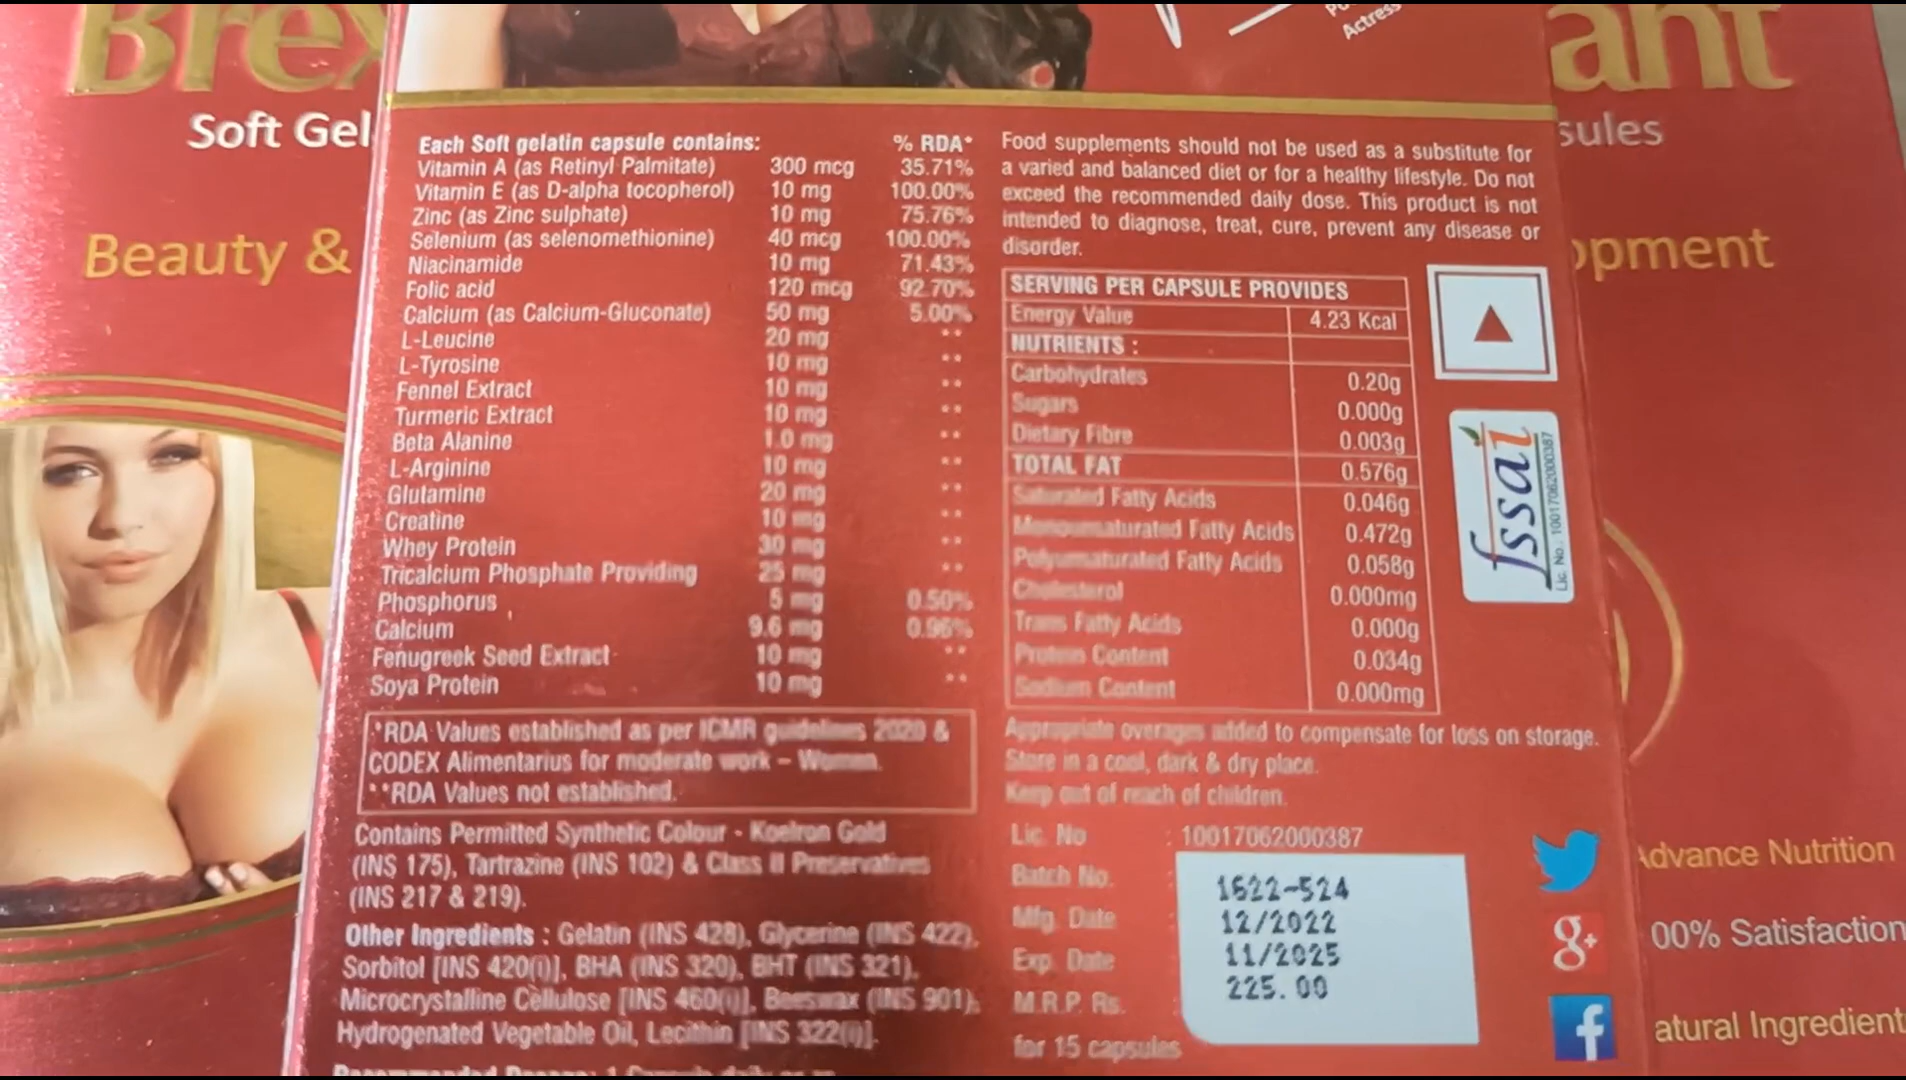 Brex
ant
Soft Gel
sules
Beauty &
opment
Actress
Each Soft gelatin capsule contains: % RDA*
Vitamin A (as Retinyl Palmitate) 300 mcg 35.71%
Vitamin E (as D-alpha tocopherol) 10 mg 100.00%
Zinc (as Zinc sulphate) 10 mg 75.76%
Selenium (as selenomethionine) 40 mcg 100.00%
Niacinamide 10 mg 71.43%
Folic acid 120 mcg 92.70%
Calcium (as Calcium-Gluconate) 50 mg 5.00%
L-Leucine 20 mg **
L-Tyrosine 10 mg **
Fennel Extract 10 mg **
Turmeric Extract 10 mg **
Beta Alanine 1.0 mg **
L-Arginine 10 mg **
Glutamine 20 mg **
Creatine 10 mg **
Whey Protein 30 mg **
Tricalcium Phosphate Providing 25 mg **
Phosphorus 5 mg 0.50%
Calcium 9.6 mg 0.96%
Fenugreek Seed Extract 10 mg **
Soya Protein 10 mg **
*RDA Values established as per ICMR guidelines 2020 &
CODEX Alimentarius for moderate work – Women.
**RDA Values not established.
Contains Permitted Synthetic Colour - Koelron Gold
(INS 175), Tartrazine (INS 102) & Class II Preservatives
(INS 217 & 219).
Other Ingredients : Gelatin (INS 428), Glycerine (INS 422),
Sorbitol [INS 420(i)], BHA (INS 320), BHT (INS 321),
Microcrystalline Cellulose [INS 460(i)], Beeswax (INS 901),
Hydrogenated Vegetable Oil, Lecithin [INS 322(i)].
Food supplements should not be used as a substitute for
a varied and balanced diet or for a healthy lifestyle. Do not
exceed the recommended daily dose. This product is not
intended to diagnose, treat, cure, prevent any disease or
disorder.
SERVING PER CAPSULE PROVIDES
Energy Value 4.23 Kcal
NUTRIENTS :
Carbohydrates 0.20g
Sugars 0.000g
Dietary Fibre 0.003g
TOTAL FAT 0.576g
Saturated Fatty Acids 0.046g
Monounsaturated Fatty Acids 0.472g
Polyunsaturated Fatty Acids 0.058g
Cholesterol 0.000mg
Trans Fatty Acids 0.000g
Protein Content 0.034g
Sodium Content 0.000mg
fssai
Lic. No. 10017062000387
Appropriate overages added to compensate for loss on storage.
Store in a cool, dark & dry place.
Keep out of reach of children.
Lic. No : 10017062000387
Batch No. : 1622-524
Mfg. Date 12/2022
Exp. Date 11/2025
M.R.P. Rs. 225.00
for 15 capsules
Advance Nutrition
g+ 00% Satisfaction
f atural Ingredient